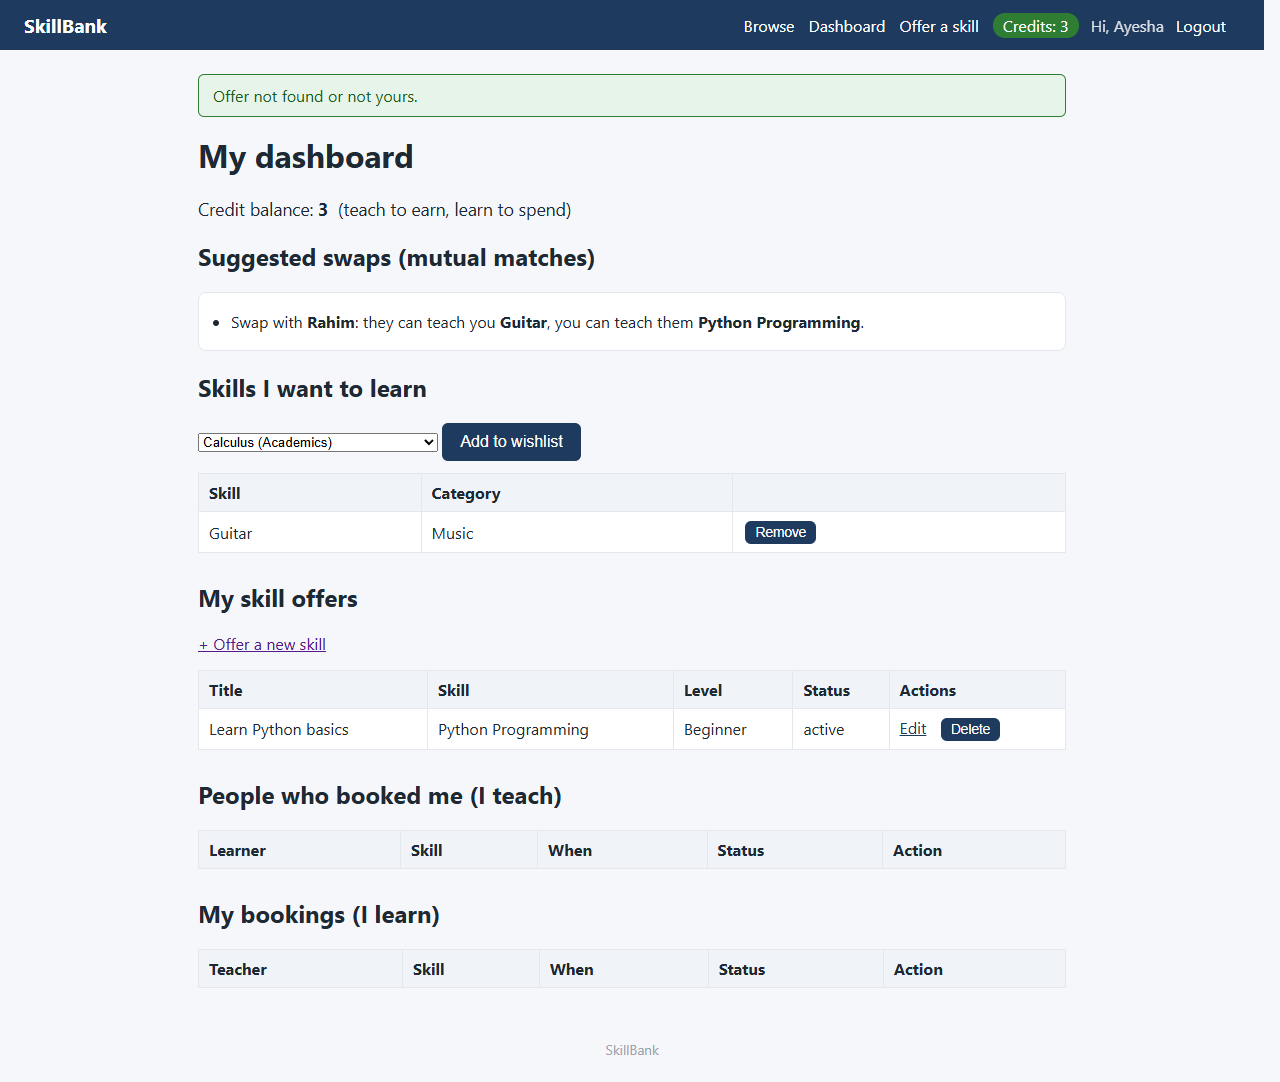 SkillBank Browse Dashboard Offer a skill Credits: 3 Hi, Ayesha Logout
Offer not found or not yours.
My dashboard
Credit balance: 3 (teach to earn, learn to spend)
Suggested swaps (mutual matches)
• Swap with Rahim: they can teach you Guitar, you can teach them Python Programming.
Skills I want to learn
Calculus (Academics) Add to wishlist
Skill Category
Guitar Music Remove
My skill offers
+ Offer a new skill
Title Skill Level Status Actions
Learn Python basics Python Programming Beginner active Edit Delete
People who booked me (I teach)
Learner Skill When Status Action
My bookings (I learn)
Teacher Skill When Status Action
SkillBank